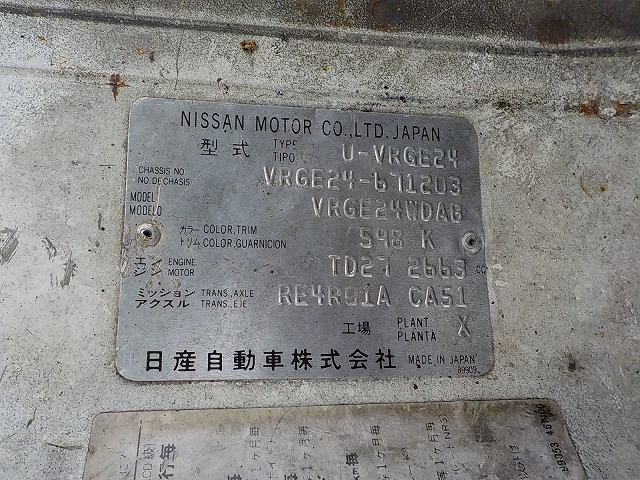 NISSAN MOTOR CO.,LTD. JAPAN
型式 TYPE TIPO U-VRGE24
CHASSIS NO. NO. DE CHASIS VRGE24-671203
MODEL MODELO VRGE24WDAB
カラー トリム COLOR, TRIM COLOR, GUARNICION 598 K
エンジン ENGINE MOTOR TD27 2663 CC
ミッション アクスル TRANS., AXLE TRANS., EJE RE4R01A CA51
工場 PLANT PLANTA X
日産自動車株式会社 MADE IN JAPAN
89909